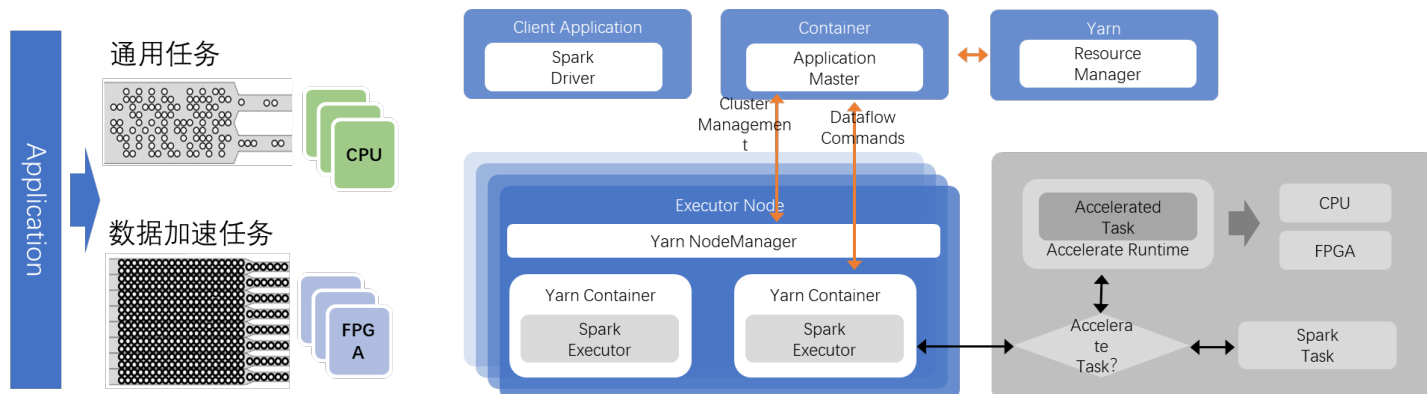 Application
通用任务
CPU
数据加速任务
FPG
A
Client Application
Spark
Driver
Container
Application
Master
Yarn
Resource
Manager
Cluster
Managemen
t
Dataflow
Commands
Executor Node
Yarn NodeManager
Yarn Container
Spark
Executor
Yarn Container
Spark
Executor
Accelerated
Task
Accelerate Runtime
CPU
FPGA
Accelera
te
Task?
Spark
Task